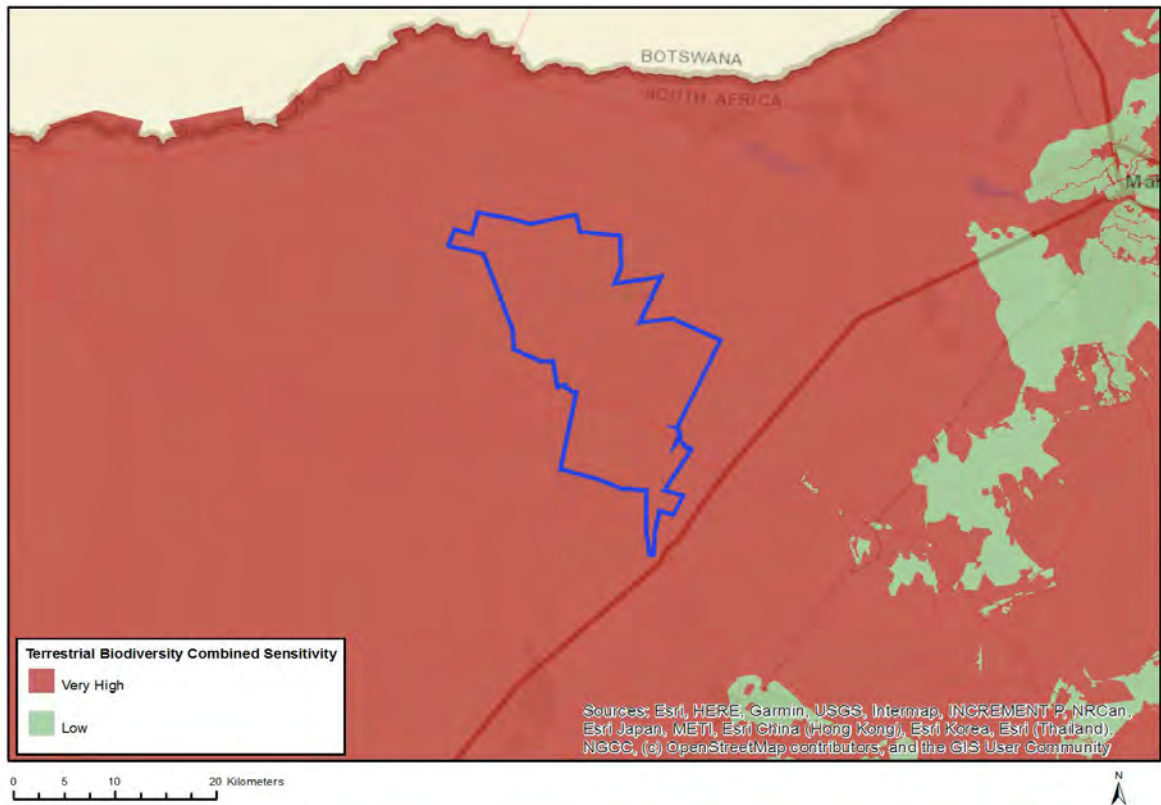 BOTSWANA
SOUTH AFRICA
Terrestrial Biodiversity Combined Sensitivity
Very High
Low
Sources: Esri, HERE, Garmin, USGS, Intermap, INCREMENT P, NRCan,
Esri Japan, METI, Esri China (Hong Kong), Esri Korea, Esri (Thailand),
NGCC, (c) OpenStreetMap contributors, and the GIS User Community
0 5 10 20 Kilometers
N